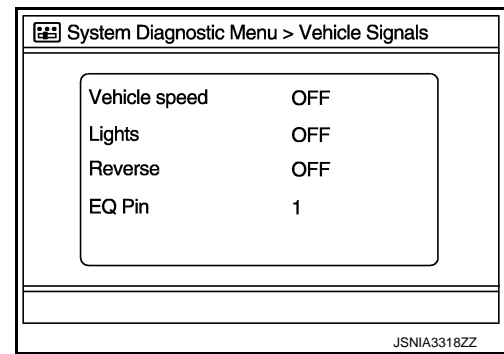 System Diagnostic Menu > Vehicle Signals
Vehicle speed OFF
Lights OFF
Reverse OFF
EQ Pin 1
JSNIA3318ZZ